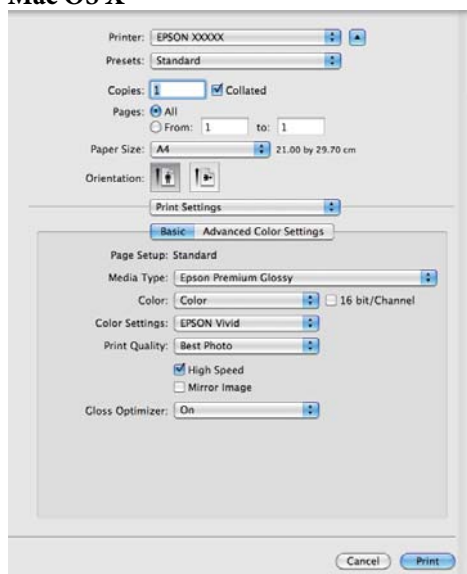 Mac OS X
Printer: EPSON XXXXX
Presets: Standard
Copies: 1 Collated
Pages: All
From: 1 to: 1
Paper Size: A4 21.00 by 29.70 cm
Orientation:
Print Settings
Basic Advanced Color Settings
Page Setup: Standard
Media Type: Epson Premium Glossy
Color: Color 16 bit/Channel
Color Settings: EPSON Vivid
Print Quality: Best Photo
High Speed
Mirror Image
Gloss Optimizer: On
Cancel Print